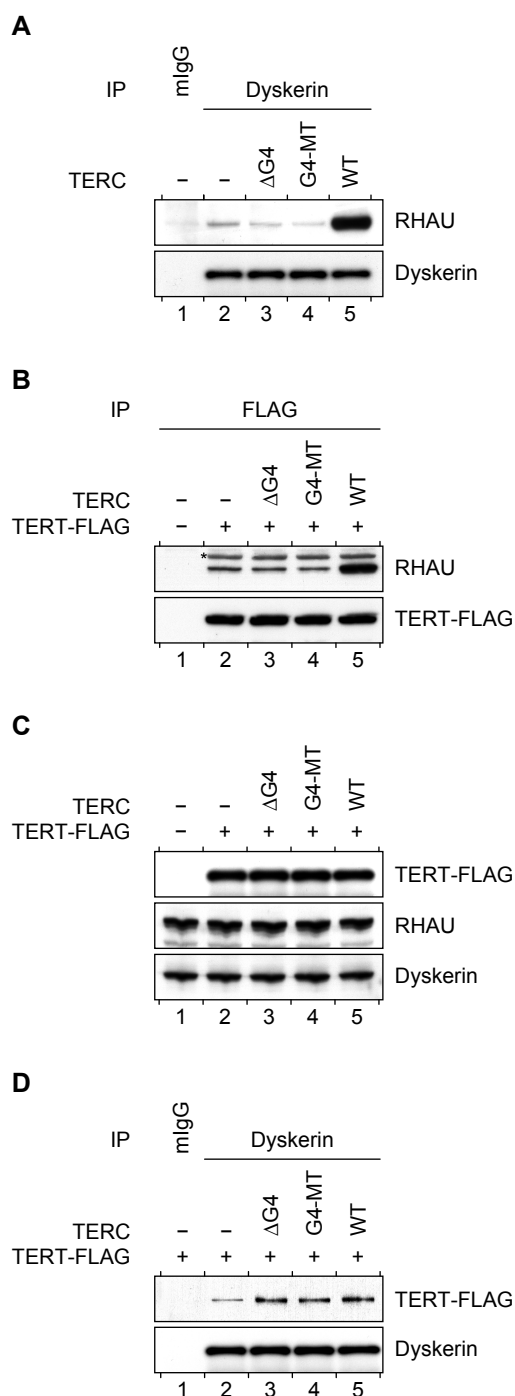 A
IP mIgG Dyskerin
TERC – – ΔG4 G4-MT WT
RHAU
Dyskerin
1 2 3 4 5
B
IP FLAG
TERC – – ΔG4 G4-MT WT
TERT-FLAG – + + + +
* RHAU
TERT-FLAG
1 2 3 4 5
C
TERC – – ΔG4 G4-MT WT
TERT-FLAG – + + + +
TERT-FLAG
RHAU
Dyskerin
1 2 3 4 5
D
IP mIgG Dyskerin
TERC – – ΔG4 G4-MT WT
TERT-FLAG + + + + +
TERT-FLAG
Dyskerin
1 2 3 4 5